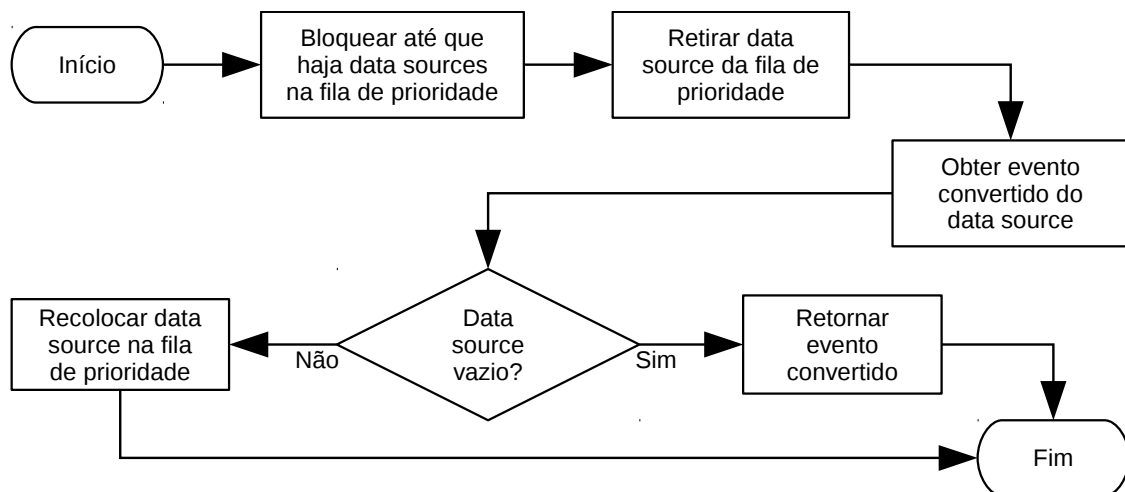 Início
Bloquear até que
haja data sources
na fila de prioridade
Retirar data
source da fila de
prioridade
Obter evento
convertido do
data source
Data
source
vazio?
Não
Sim
Recolocar data
source na fila
de prioridade
Retornar
evento
convertido
Fim